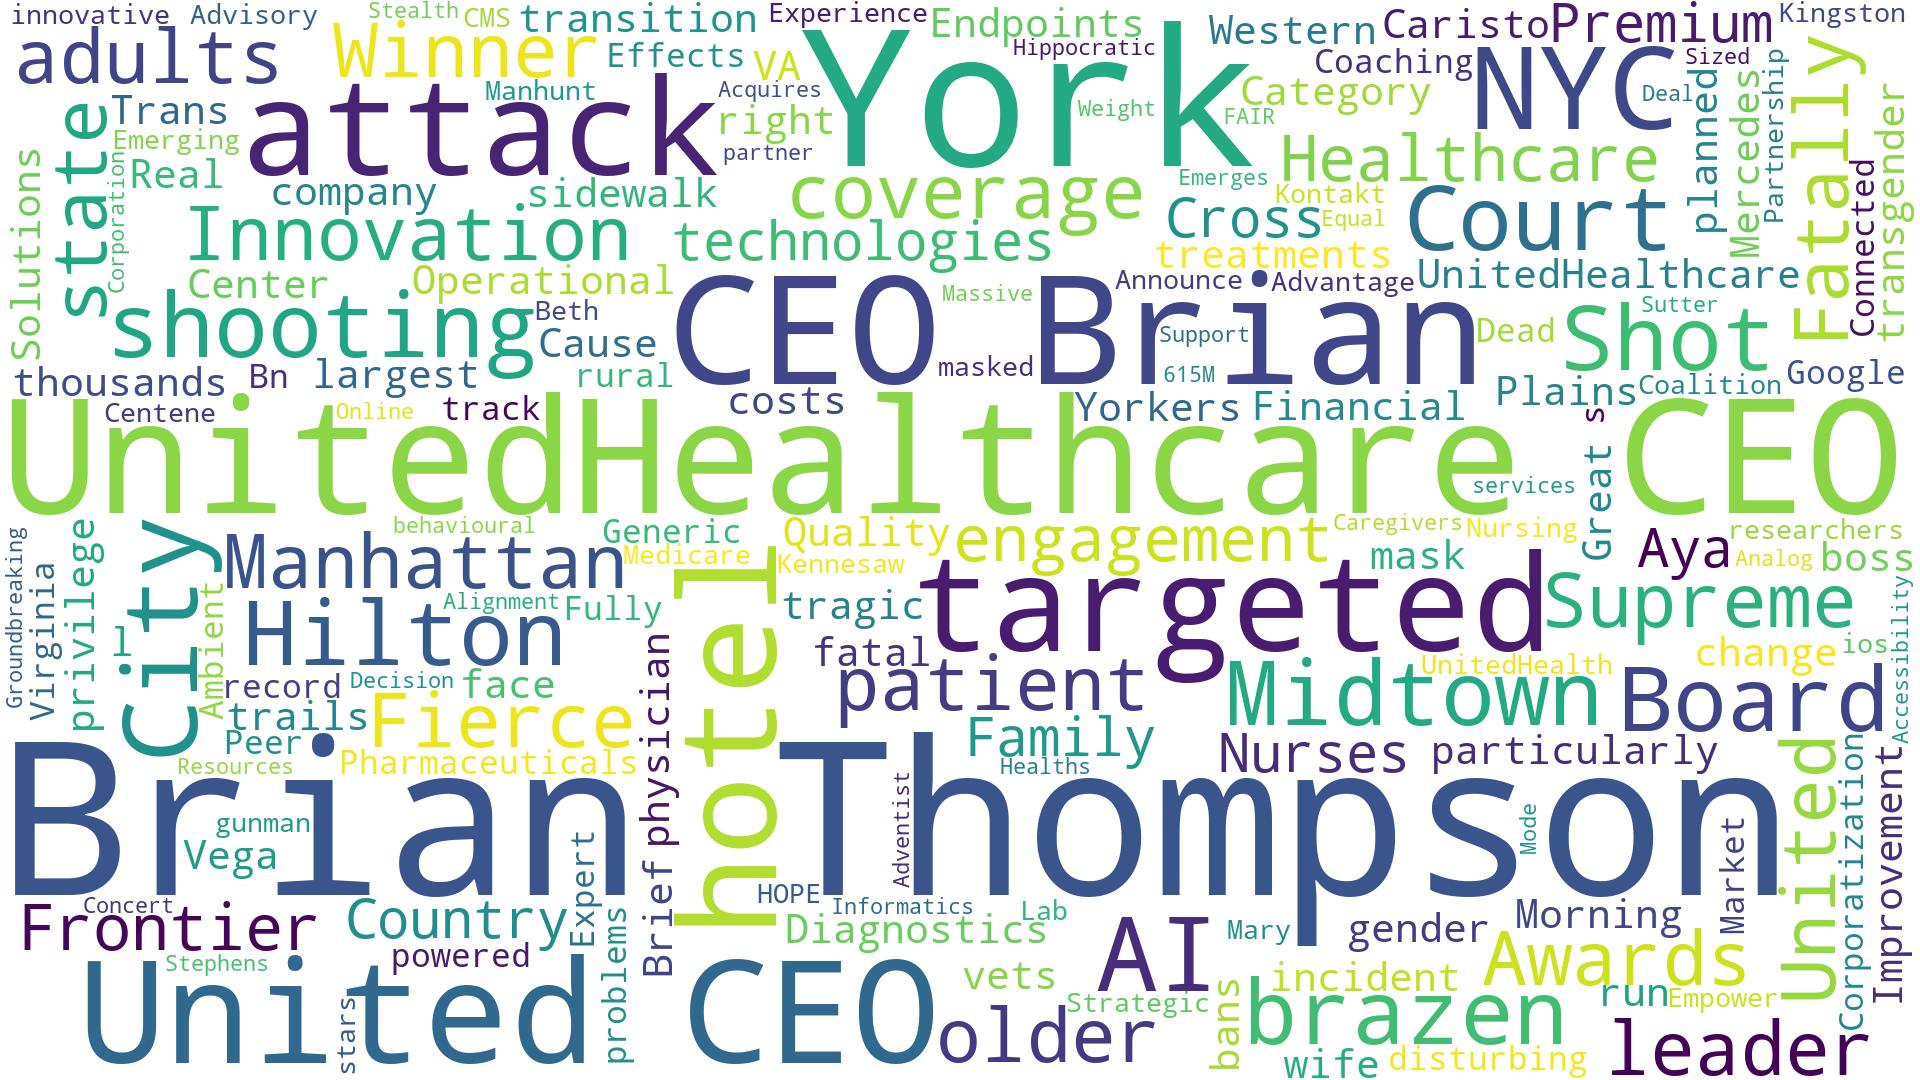 innovative
Advisory
Stealth
CMS
transition
Experience
Endpoints
Western
Caristo
Premium
Kingston
adults
Winner
Effects
VA
York
Hippocratic
Coaching
NYC
Sized
Partnership
Fatally
state
Trans
attack
Manhunt
Acquires
right
Weight
Category
FAIR
Deal
planned
Mercedes
transgender
Solutions
Emerging
Corporation
Real
partner
coverage
Emerges
Healthcare
Kontakt
Connected
company
sidewalk
Cross
Equal
Court
Innovation
technologies
treatments
Center
Operational
CEO
Massive
Brian
Announce
Advantage
UnitedHealthcare
shooting
Beth
Cause
Support
Dead
Shot
Sutter
thousands
Bn
largest
rural
masked
615M
Plains
Coalition
Google
Centene
Online
track
costs
Yorkers
Financial
s
UnitedHealthcare CEO
services
Great
Groundbreaking
Virginia
privilege
City
behavioural
Generic
Quality
engagement
Caregivers
Nursing
researchers
Manhattan
Medicare
Kennesaw
mask
Aya
Analog
boss
Ambient
l
Hilton
Alignment
Fully
hotel
tragic
targeted
Supreme
Accessibility
record
Decision
face
physician
fatal
patient
Midtown
UnitedHealth
change
ios
trails
Fierce
Board
Peer
Family
Nurses
particularly
Resources
Pharmaceuticals
Healths
Brian Thompson
gunman
Vega
Expert
Brief
Adventist
Mode
Market
United
Corporatization
Improvement
Concert
HOPE
Informatics
Lab
Frontier
Country
problems
Diagnostics
AI
Mary
gender
Morning
powered
Stephens
vets
incident
Awards
United CEO
stars
Strategic
bans
brazen
run
Empower
older
wife
disturbing
leader